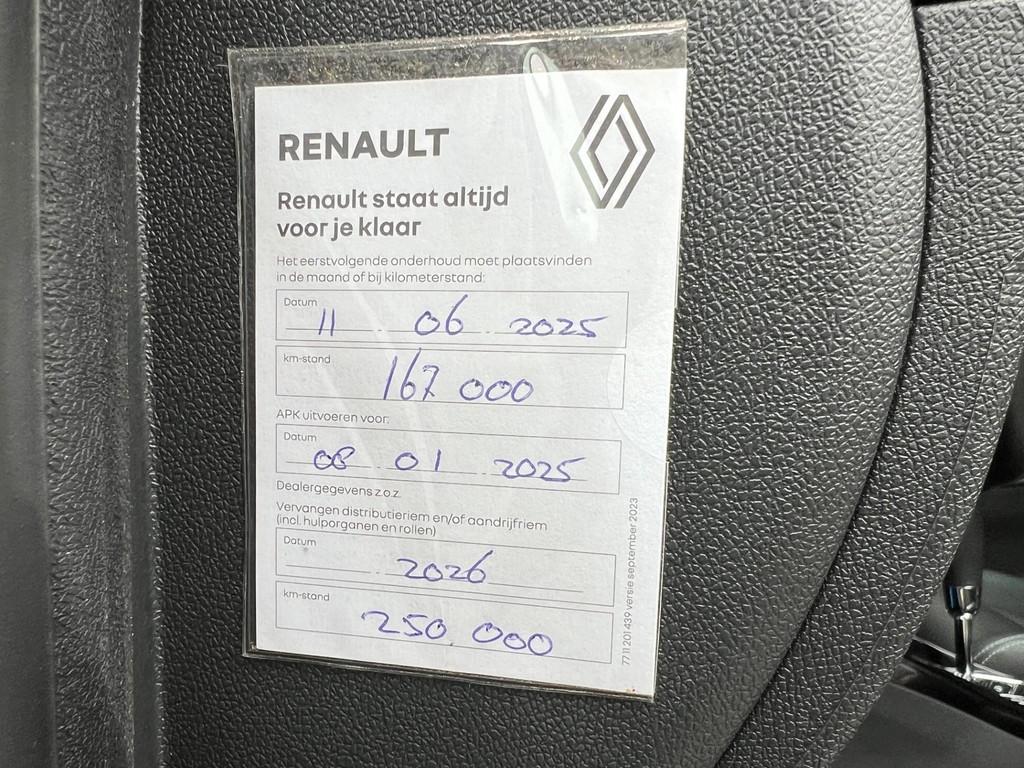 RENAULT
Renault staat altijd
voor je klaar
Het eerstvolgende onderhoud moet plaatsvinden
in de maand of bij kilometerstand:
Datum
11 06 2025
km-stand
167 000
APK uitvoeren voor:
Datum
08 01 2025
Dealergegevens z.o.z.
Vervangen distributieriem en/of aandrijfriem
(incl. hulporganen en rollen)
Datum
2026
km-stand
250.000
77 11 201 439 versie september 2023